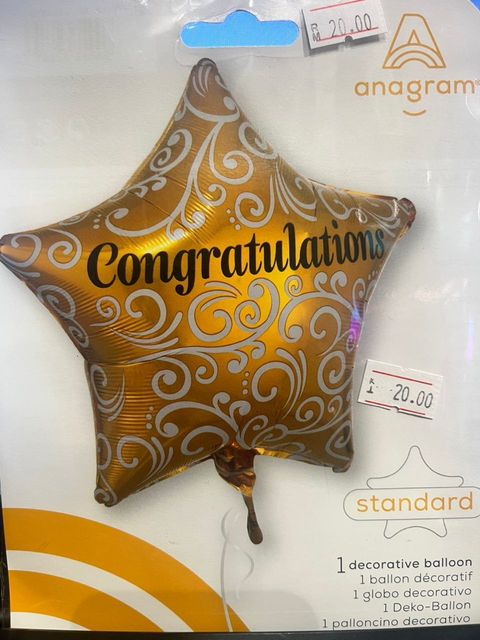 RM 20.00
anagram
Congratulations
20.00
standard
1 decorative balloon
1 ballon décoratif
1 globo decorativo
1 Deko-Ballon
1 palloncino decorativo